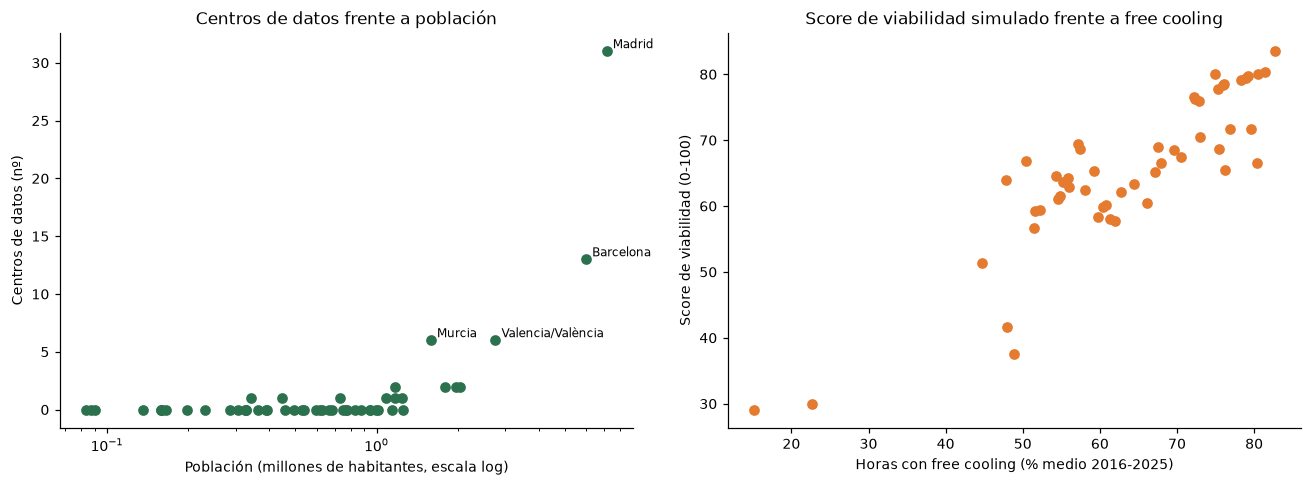 Centros de datos frente a población
Centros de datos (nº)
30
25
20
15
10
5
0
Madrid
Barcelona
Murcia
Valencia/València
10⁻¹
10⁰
Población (millones de habitantes, escala log)
Score de viabilidad simulado frente a free cooling
Score de viabilidad (0-100)
80
70
60
50
40
30
20
30
40
50
60
70
80
Horas con free cooling (% medio 2016-2025)